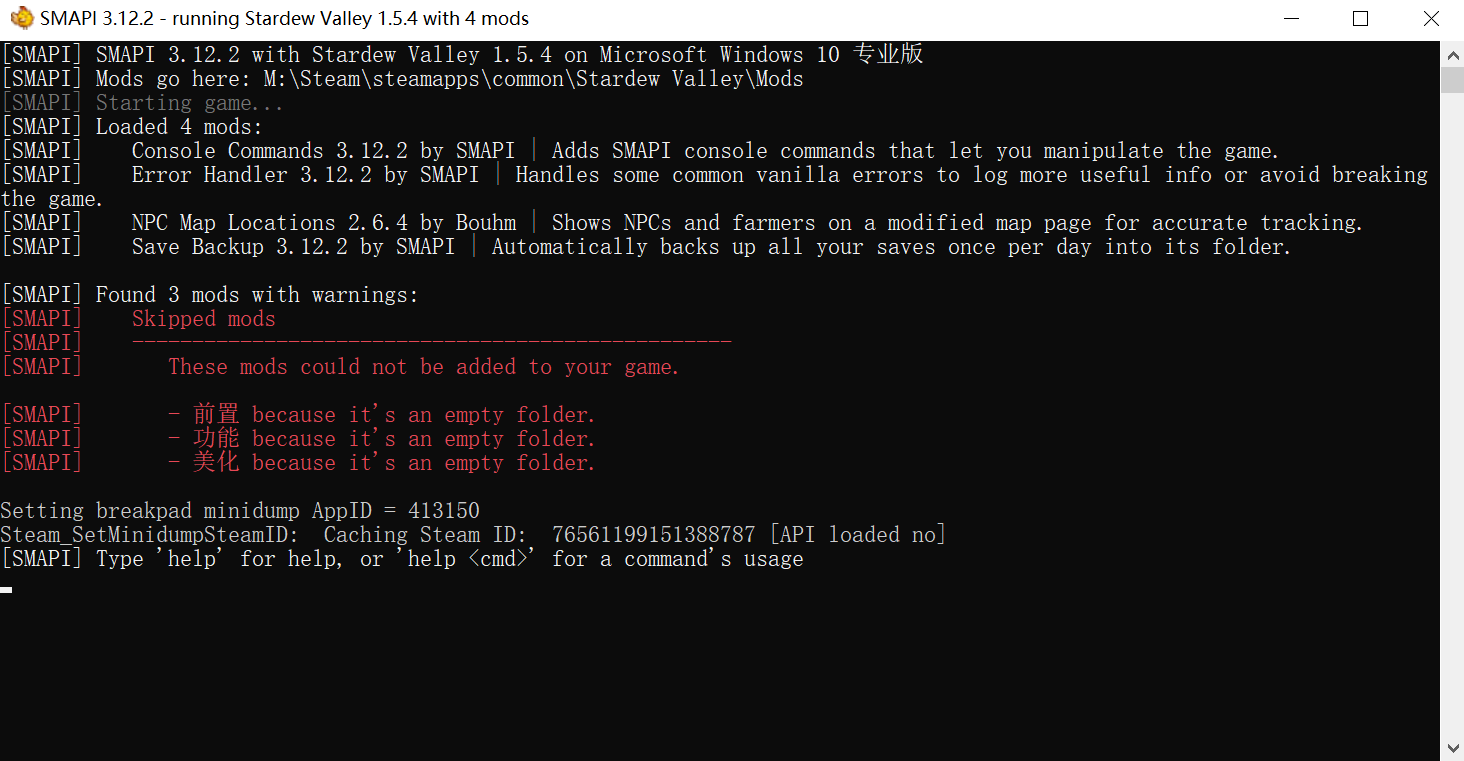 SMAPI 3.12.2 - running Stardew Valley 1.5.4 with 4 mods
[SMAPI] SMAPI 3.12.2 with Stardew Valley 1.5.4 on Microsoft Windows 10 专业版
[SMAPI] Mods go here: M:\Steam\steamapps\common\Stardew Valley\Mods
[SMAPI] Starting game...
[SMAPI] Loaded 4 mods:
[SMAPI] Console Commands 3.12.2 by SMAPI | Adds SMAPI console commands that let you manipulate the game.
[SMAPI] Error Handler 3.12.2 by SMAPI | Handles some common vanilla errors to log more useful info or avoid breaking
the game.
[SMAPI] NPC Map Locations 2.6.4 by Bouhm | Shows NPCs and farmers on a modified map page for accurate tracking.
[SMAPI] Save Backup 3.12.2 by SMAPI | Automatically backs up all your saves once per day into its folder.
[SMAPI] Found 3 mods with warnings:
[SMAPI] Skipped mods
[SMAPI] --------------------------------------------------
[SMAPI] These mods could not be added to your game.
[SMAPI] - 前置 because it's an empty folder.
[SMAPI] - 功能 because it's an empty folder.
[SMAPI] - 美化 because it's an empty folder.
Setting breakpad minidump AppID = 413150
Steam_SetMinidumpSteamID: Caching Steam ID: 76561199151388787 [API loaded no]
[SMAPI] Type 'help' for help, or 'help <cmd>' for a command's usage